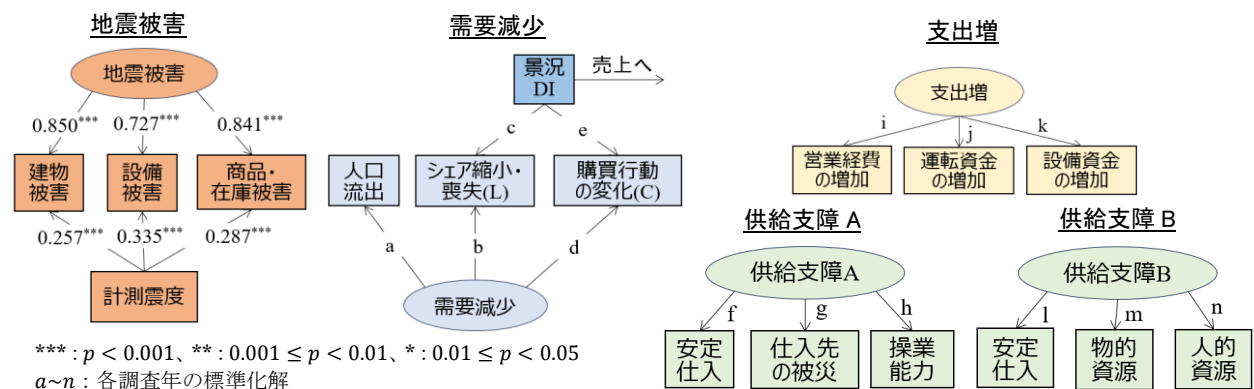 地震被害
地震被害
0.850***
0.727***
0.841***
建物
被害
設備
被害
商品・
在庫被害
0.257***
0.335***
0.287***
計測震度
需要減少
景況
DI
売上へ
c
e
人口
流出
シェア縮小・
喪失(L)
購買行動
の変化(C)
a
b
d
需要減少
支出増
支出増
i
j
k
営業経費
の増加
運転資金
の増加
設備資金
の増加
供給支障 A
供給支障A
f
g
h
安定
仕入
仕入先
の被災
操業
能力
供給支障 B
供給支障B
l
m
n
安定
仕入
物的
資源
人的
資源
*** : p < 0.001、** : 0.001 ≤ p < 0.01、* : 0.01 ≤ p < 0.05
a~n：各調査年の標準化解